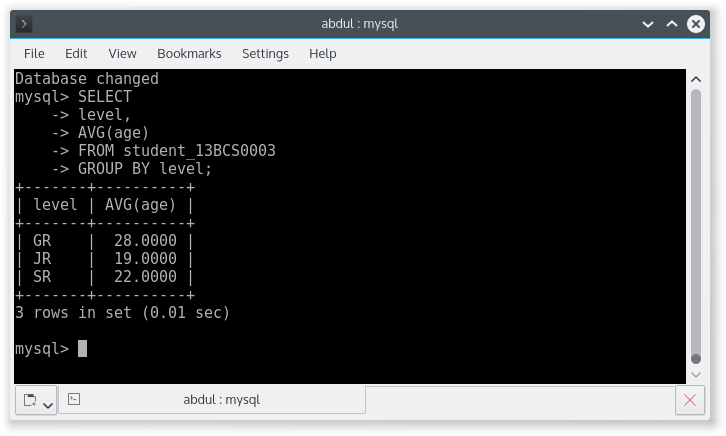 abdul : mysql
File Edit View Bookmarks Settings Help
Database changed
mysql> SELECT
    -> level,
    -> AVG(age)
    -> FROM student_13BCS0003
    -> GROUP BY level;
+-------+----------+
| level | AVG(age) |
+-------+----------+
| GR    |  28.0000 |
| JR    |  19.0000 |
| SR    |  22.0000 |
+-------+----------+
3 rows in set (0.01 sec)
mysql>
abdul : mysql